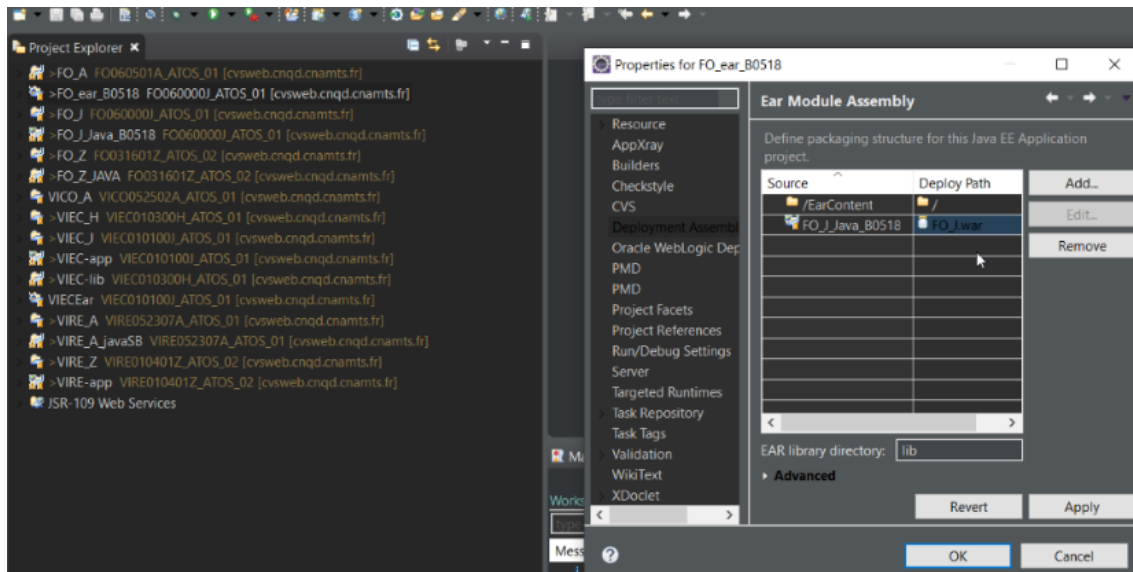 Project Explorer
>FO_A FO060501A_ATOS_01 [cvsweb.cnqd.cnamts.fr]
>FO_ear_B0518 FO060000J_ATOS_01 [cvsweb.cnqd.cnamts.fr]
>FO_J FO060000J_ATOS_01 [cvsweb.cnqd.cnamts.fr]
>FO_J_Java_B0518 FO060000J_ATOS_01 [cvsweb.cnqd.cnamts.fr]
>FO_Z FO031601Z_ATOS_02 [cvsweb.cnqd.cnamts.fr]
>FO_Z_JAVA FO031601Z_ATOS_02 [cvsweb.cnqd.cnamts.fr]
VICO_A VICO052502A_ATOS_01 [cvsweb.cnqd.cnamts.fr]
>VIEC_H VIEC010300H_ATOS_01 [cvsweb.cnqd.cnamts.fr]
>VIEC_J VIEC010100J_ATOS_01 [cvsweb.cnqd.cnamts.fr]
>VIEC-app VIEC010100J_ATOS_01 [cvsweb.cnqd.cnamts.fr]
>VIEC-lib VIEC010300H_ATOS_01 [cvsweb.cnqd.cnamts.fr]
VIECEar VIEC010100J_ATOS_01 [cvsweb.cnqd.cnamts.fr]
>VIRE_A VIRE052307A_ATOS_01 [cvsweb.cnqd.cnamts.fr]
>VIRE_A_javaSB VIRE052307A_ATOS_01 [cvsweb.cnqd.cnamts.fr]
>VIRE_Z VIRE010401Z_ATOS_02 [cvsweb.cnqd.cnamts.fr]
>VIRE-app VIRE010401Z_ATOS_02 [cvsweb.cnqd.cnamts.fr]
JSR-109 Web Services
Ma
Works
type
Mess
Properties for FO_ear_B0518
type filter text
Resource
AppXray
Builders
Checkstyle
CVS
Deployment Assembl
Oracle WebLogic Dep
PMD
PMD
Project Facets
Project References
Run/Debug Settings
Server
Targeted Runtimes
Task Repository
Task Tags
Validation
WikiText
XDoclet
Ear Module Assembly
Define packaging structure for this Java EE Application
project.
Source Deploy Path
/EarContent /
FO_J_Java_B0518 FO_J.war
Add...
Edit...
Remove
EAR library directory: lib
Advanced
Revert Apply
OK Cancel